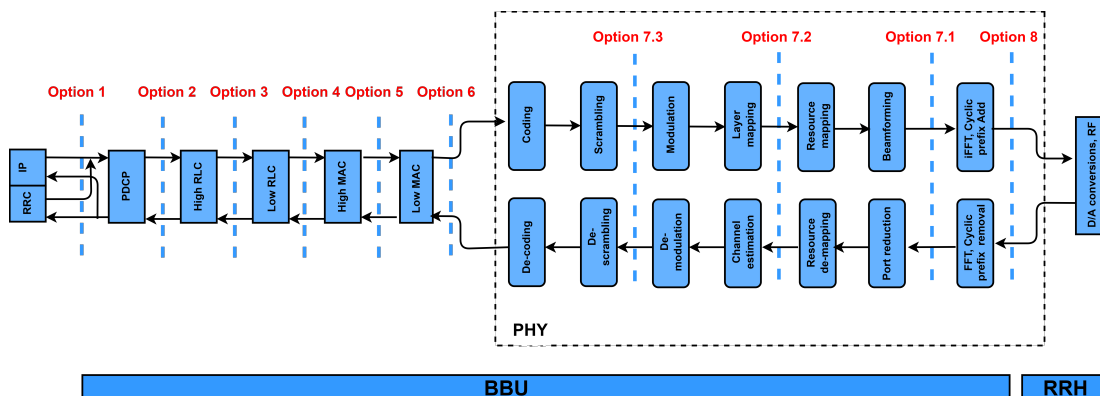 Option 7.3
Option 7.2
Option 7.1
Option 8
Option 1
Option 2
Option 3
Option 4
Option 5
Option 6
IP
RRC
PDCP
High RLC
Low RLC
High MAC
Low MAC
Coding
Scrambling
Modulation
Layer
mapping
Resource
mapping
Beamforming
iFFT, Cyclic
prefix Add
D/A conversions, RF
De-coding
De-
scrambling
De-
modulation
Channel
estimation
Resource
de-mapping
Port reduction
FFT, Cyclic
prefix removal
PHY
BBU
RRH